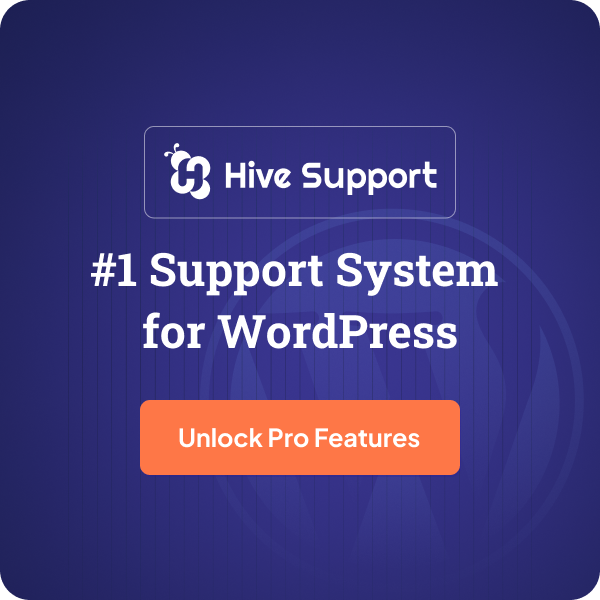 Hive Support
#1 Support System
for WordPress
Unlock Pro Features